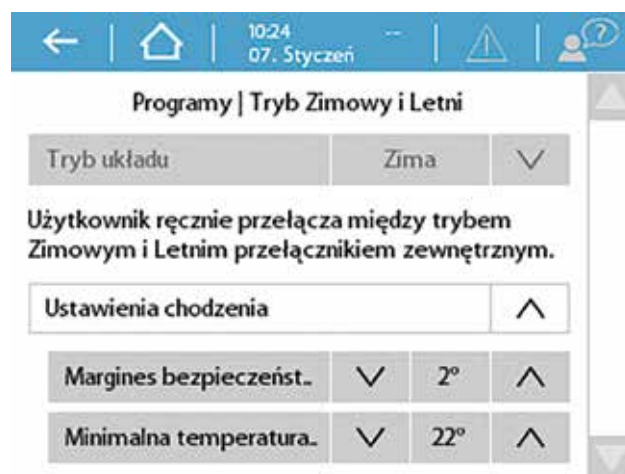 10:24 --
07. Styczeń
?
Programy | Tryb Zimowy i Letni
Tryb układu Zima
Użytkownik ręcznie przełącza między trybem
Zimowym i Letnim przełącznikiem zewnętrznym.
Ustawienia chodzenia
Margines bezpieczeńst.. 2°
Minimalna temperatura.. 22°